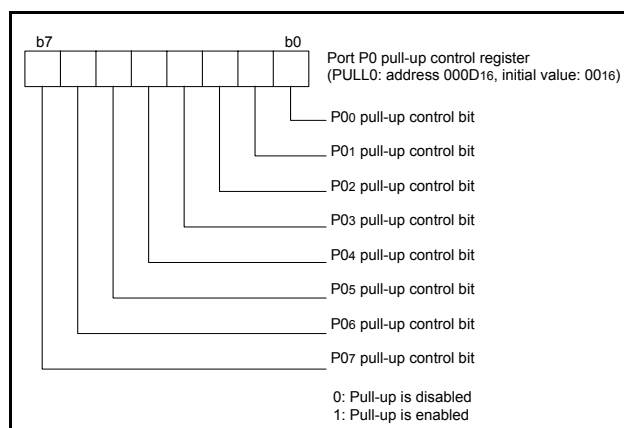 b7 b0
Port P0 pull-up control register
(PULL0: address 000D16, initial value: 0016)
P00 pull-up control bit
P01 pull-up control bit
P02 pull-up control bit
P03 pull-up control bit
P04 pull-up control bit
P05 pull-up control bit
P06 pull-up control bit
P07 pull-up control bit
0: Pull-up is disabled
1: Pull-up is enabled